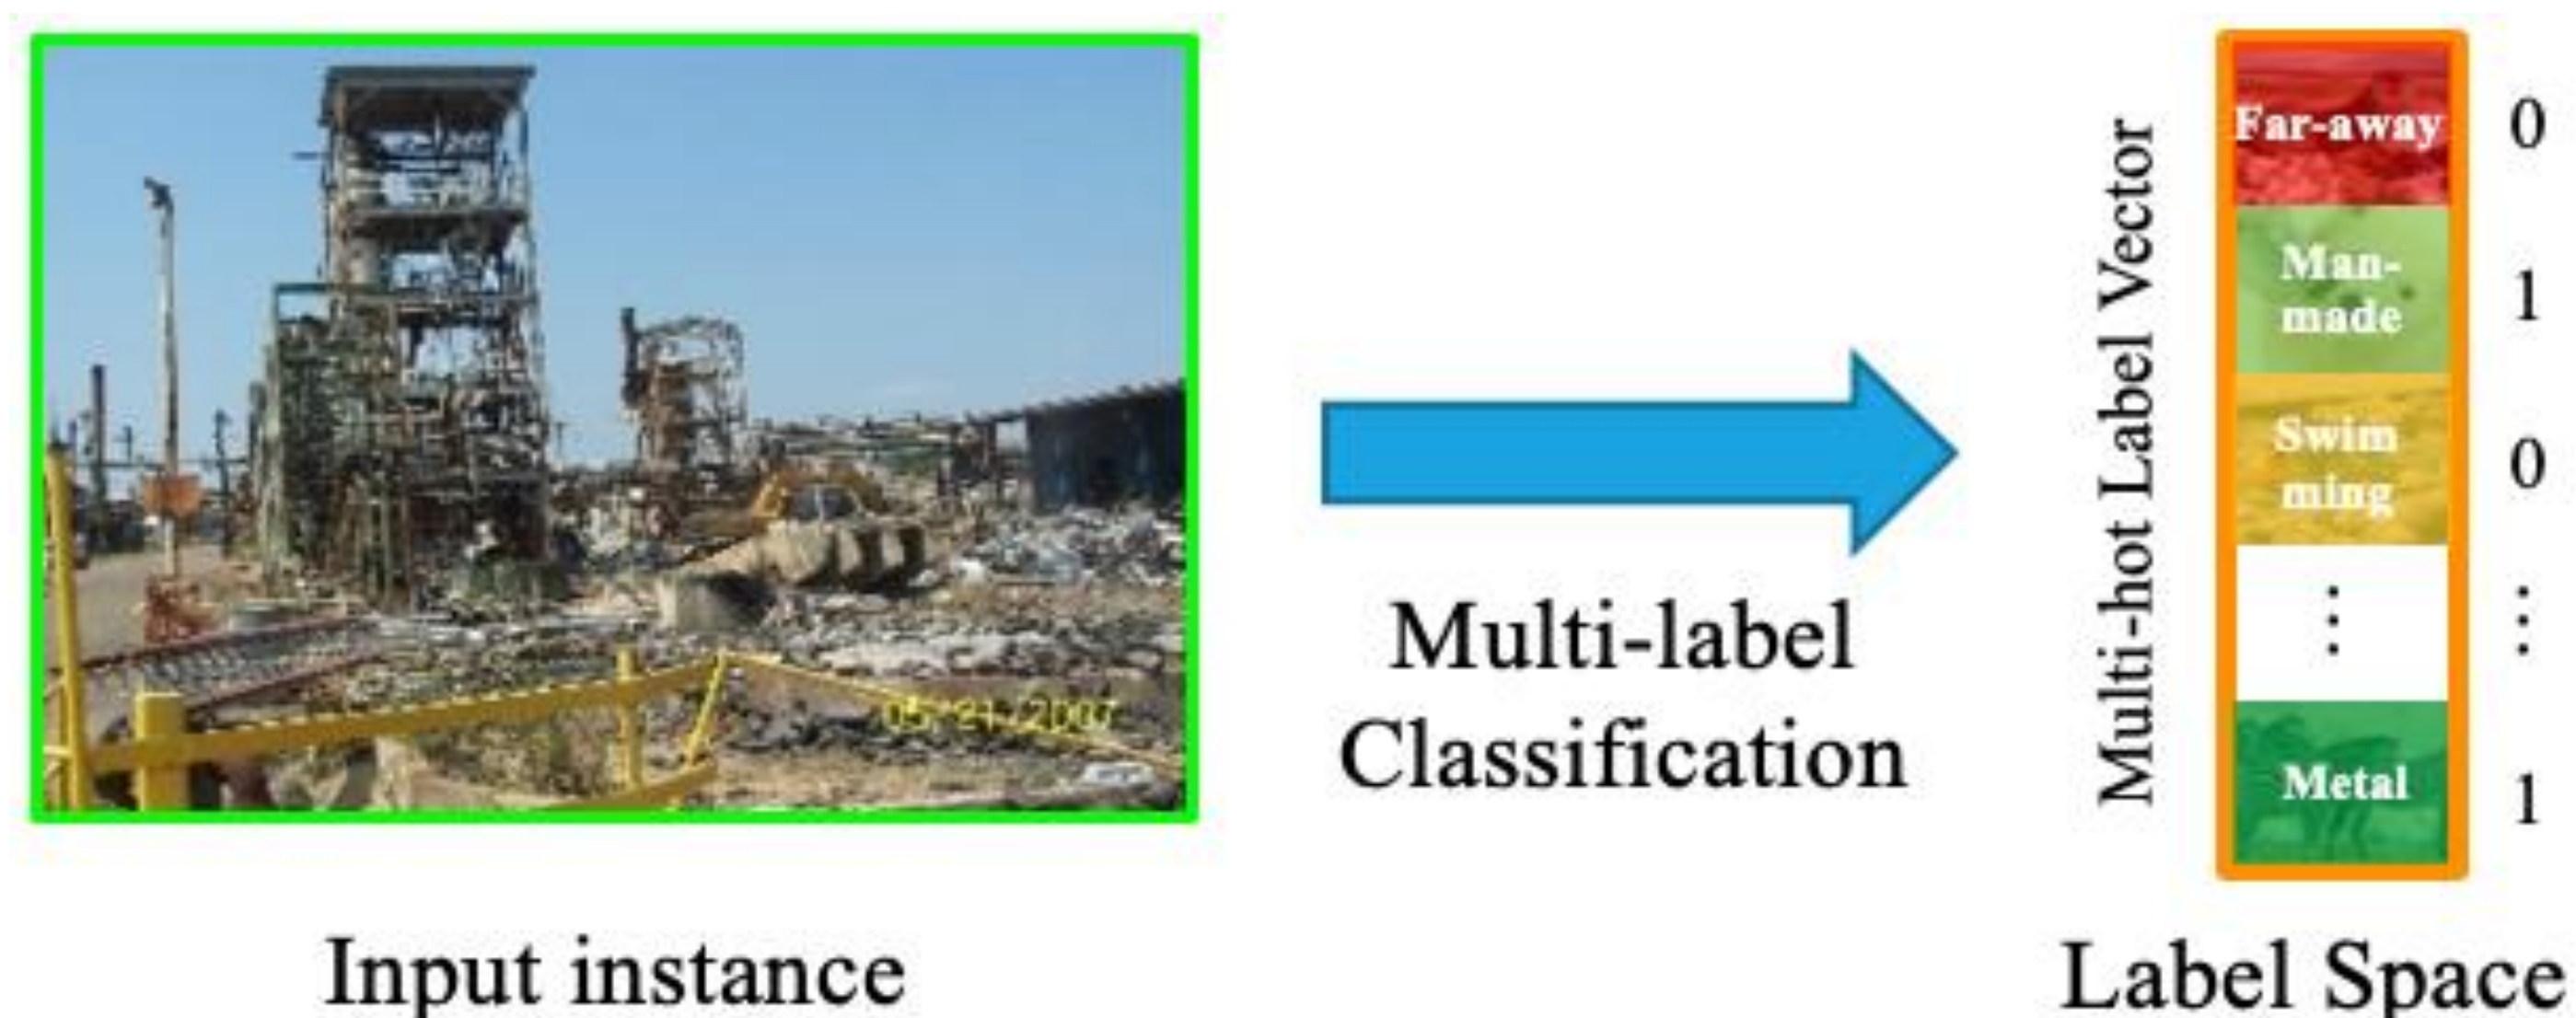 Far-away
0
Man-
made
1
Swim
ming
0
Metal
1
Multi-hot Label Vector
Multi-label
Classification
Input instance
Label Space